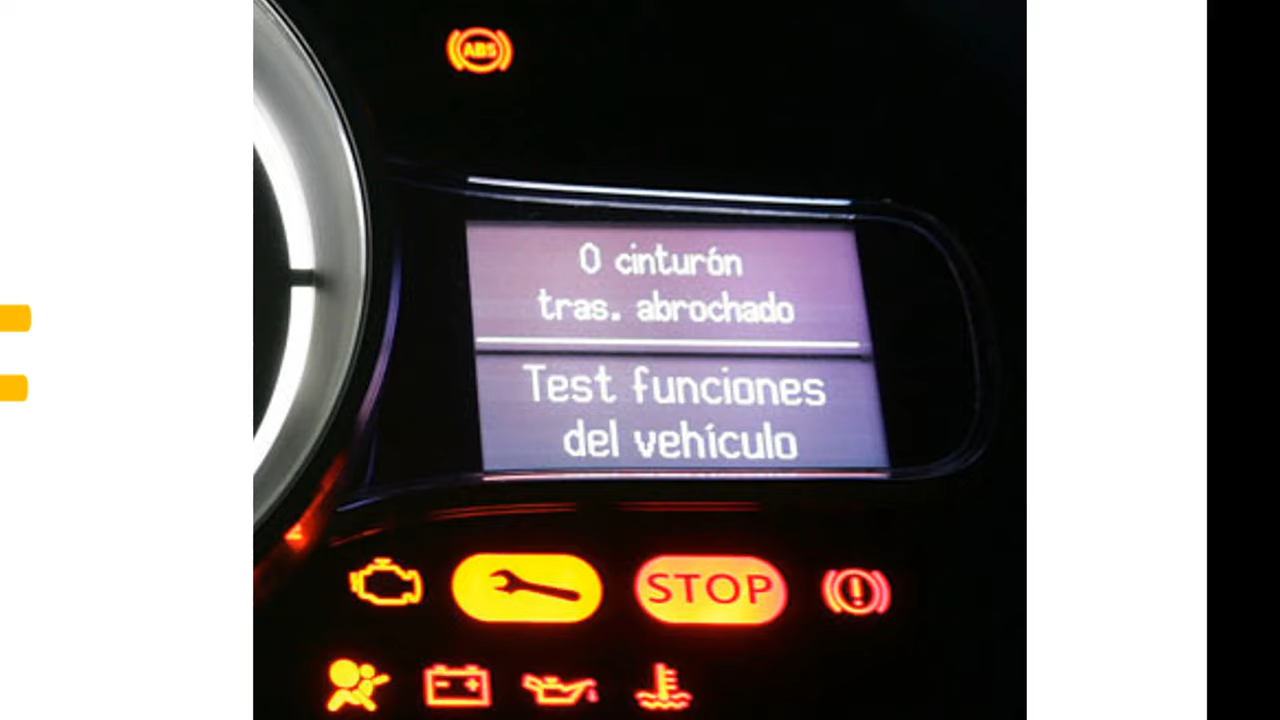 ABS
0 cinturón
tras. abrochado
Test funciones
del vehículo
STOP